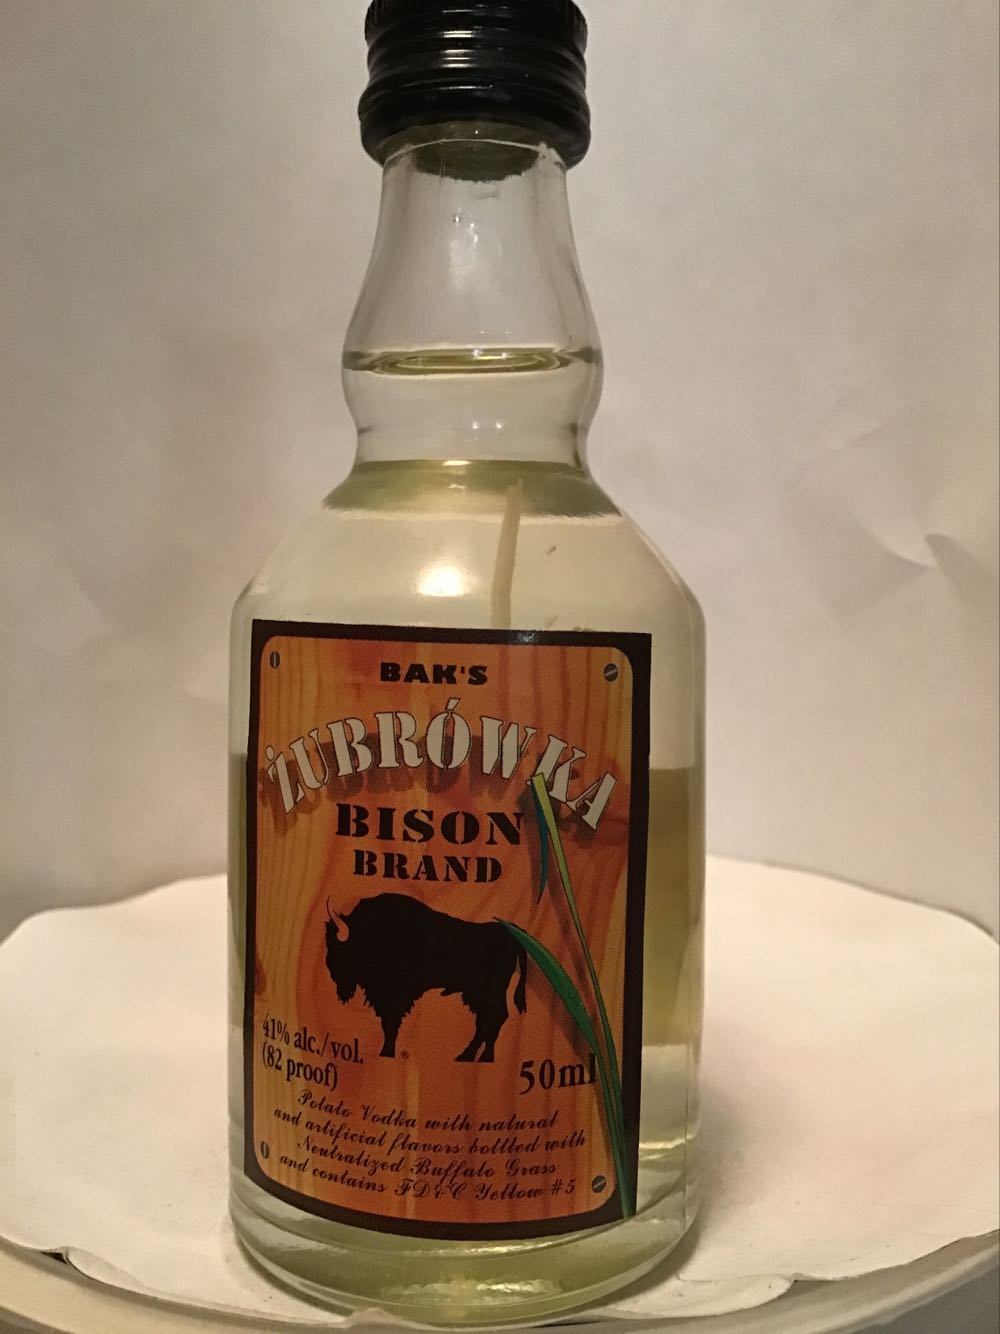 BAK'S
ŻUBRÓWKA
BISON
BRAND
41% alc./vol.
(82 proof)
50ml
Potato Vodka with natural
and artificial flavors bottled with
Neutralized Buffalo Grass
and contains FD&C Yellow #5